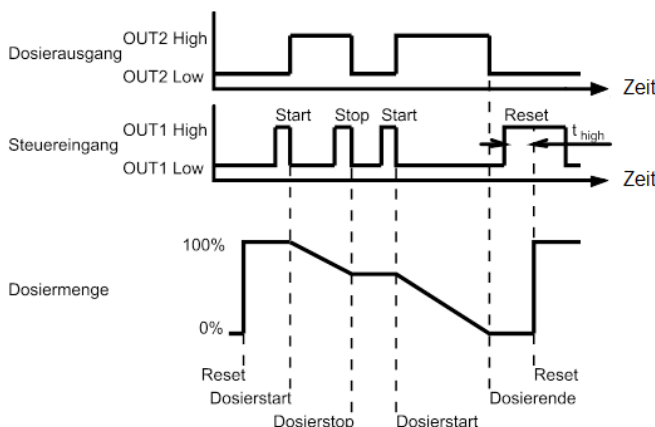 OUT2 High
Dosierausgang
OUT2 Low
Zeit
Start Stop Start Reset
OUT1 High
t high
Steuereingang
OUT1 Low
Zeit
100%
Dosiermenge
0%
Reset Reset
Dosierstart Dosierende
Dosierstop Dosierstart